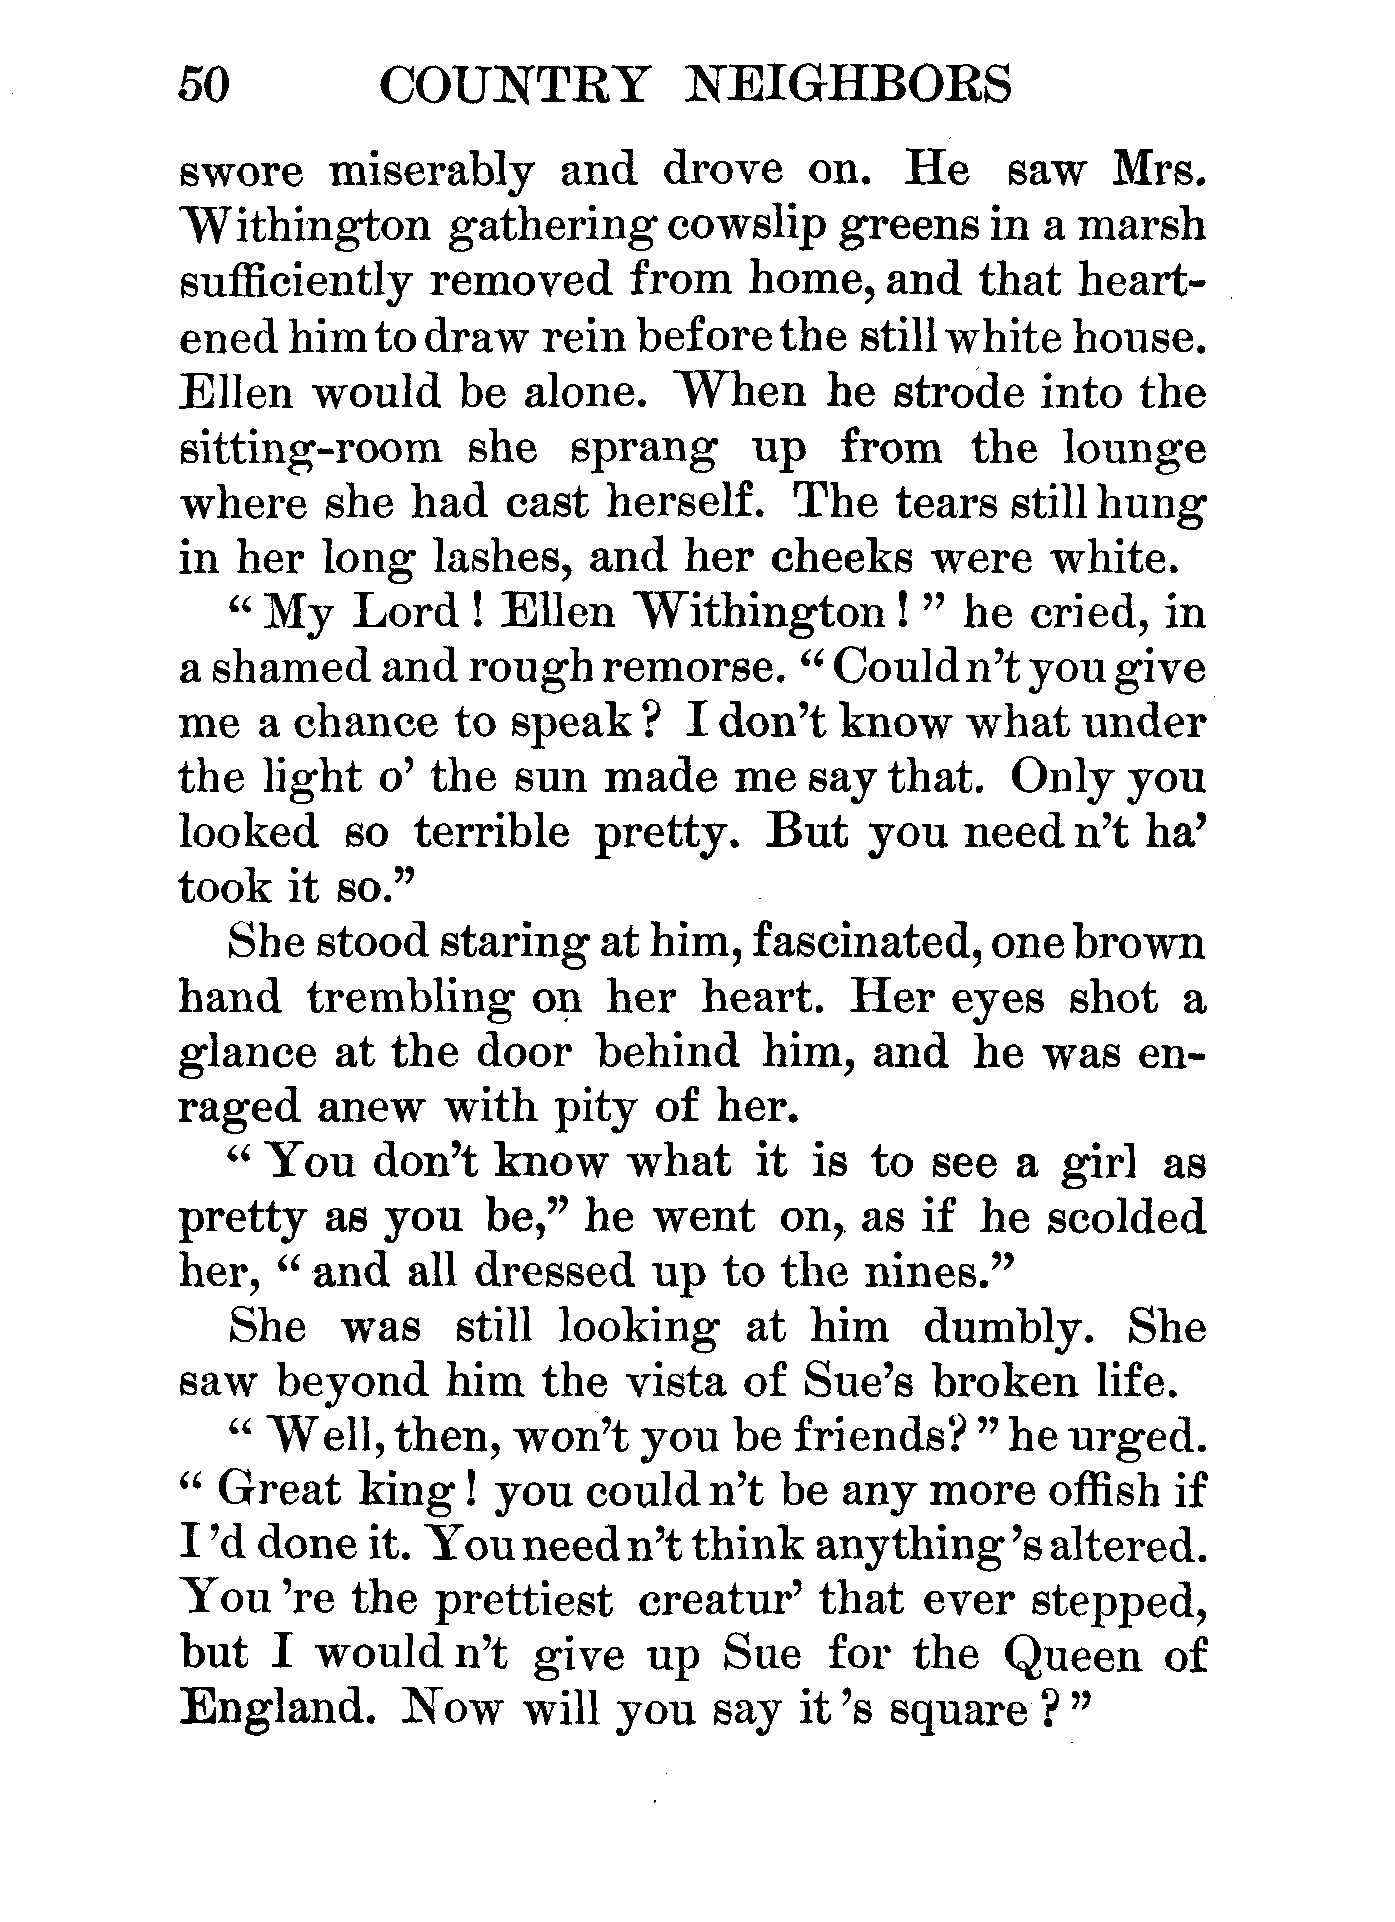 50 COUNTRY NEIGHBORS
swore miserably and drove on. He saw Mrs.
Withington gathering cowslip greens in a marsh
sufficiently removed from home, and that heart-
ened him to draw rein before the still white house.
Ellen would be alone. When he strode into the
sitting-room she sprang up from the lounge
where she had cast herself. The tears still hung
in her long lashes, and her cheeks were white.
“ My Lord ! Ellen Withington ! ” he cried, in
a shamed and rough remorse. “ Could n’t you give
me a chance to speak ? I don’t know what under
the light o’ the sun made me say that. Only you
looked so terrible pretty. But you need n’t ha’
took it so.”
She stood staring at him, fascinated, one brown
hand trembling on her heart. Her eyes shot a
glance at the door behind him, and he was en-
raged anew with pity of her.
“ You don’t know what it is to see a girl as
pretty as you be,” he went on, as if he scolded
her, “ and all dressed up to the nines.”
She was still looking at him dumbly. She
saw beyond him the vista of Sue’s broken life.
“ Well, then, won’t you be friends? ” he urged.
“ Great king ! you could n’t be any more offish if
I ’d done it. You need n’t think anything ’s altered.
You ’re the prettiest creatur’ that ever stepped,
but I would n’t give up Sue for the Queen of
England. Now will you say it ’s square ? ”